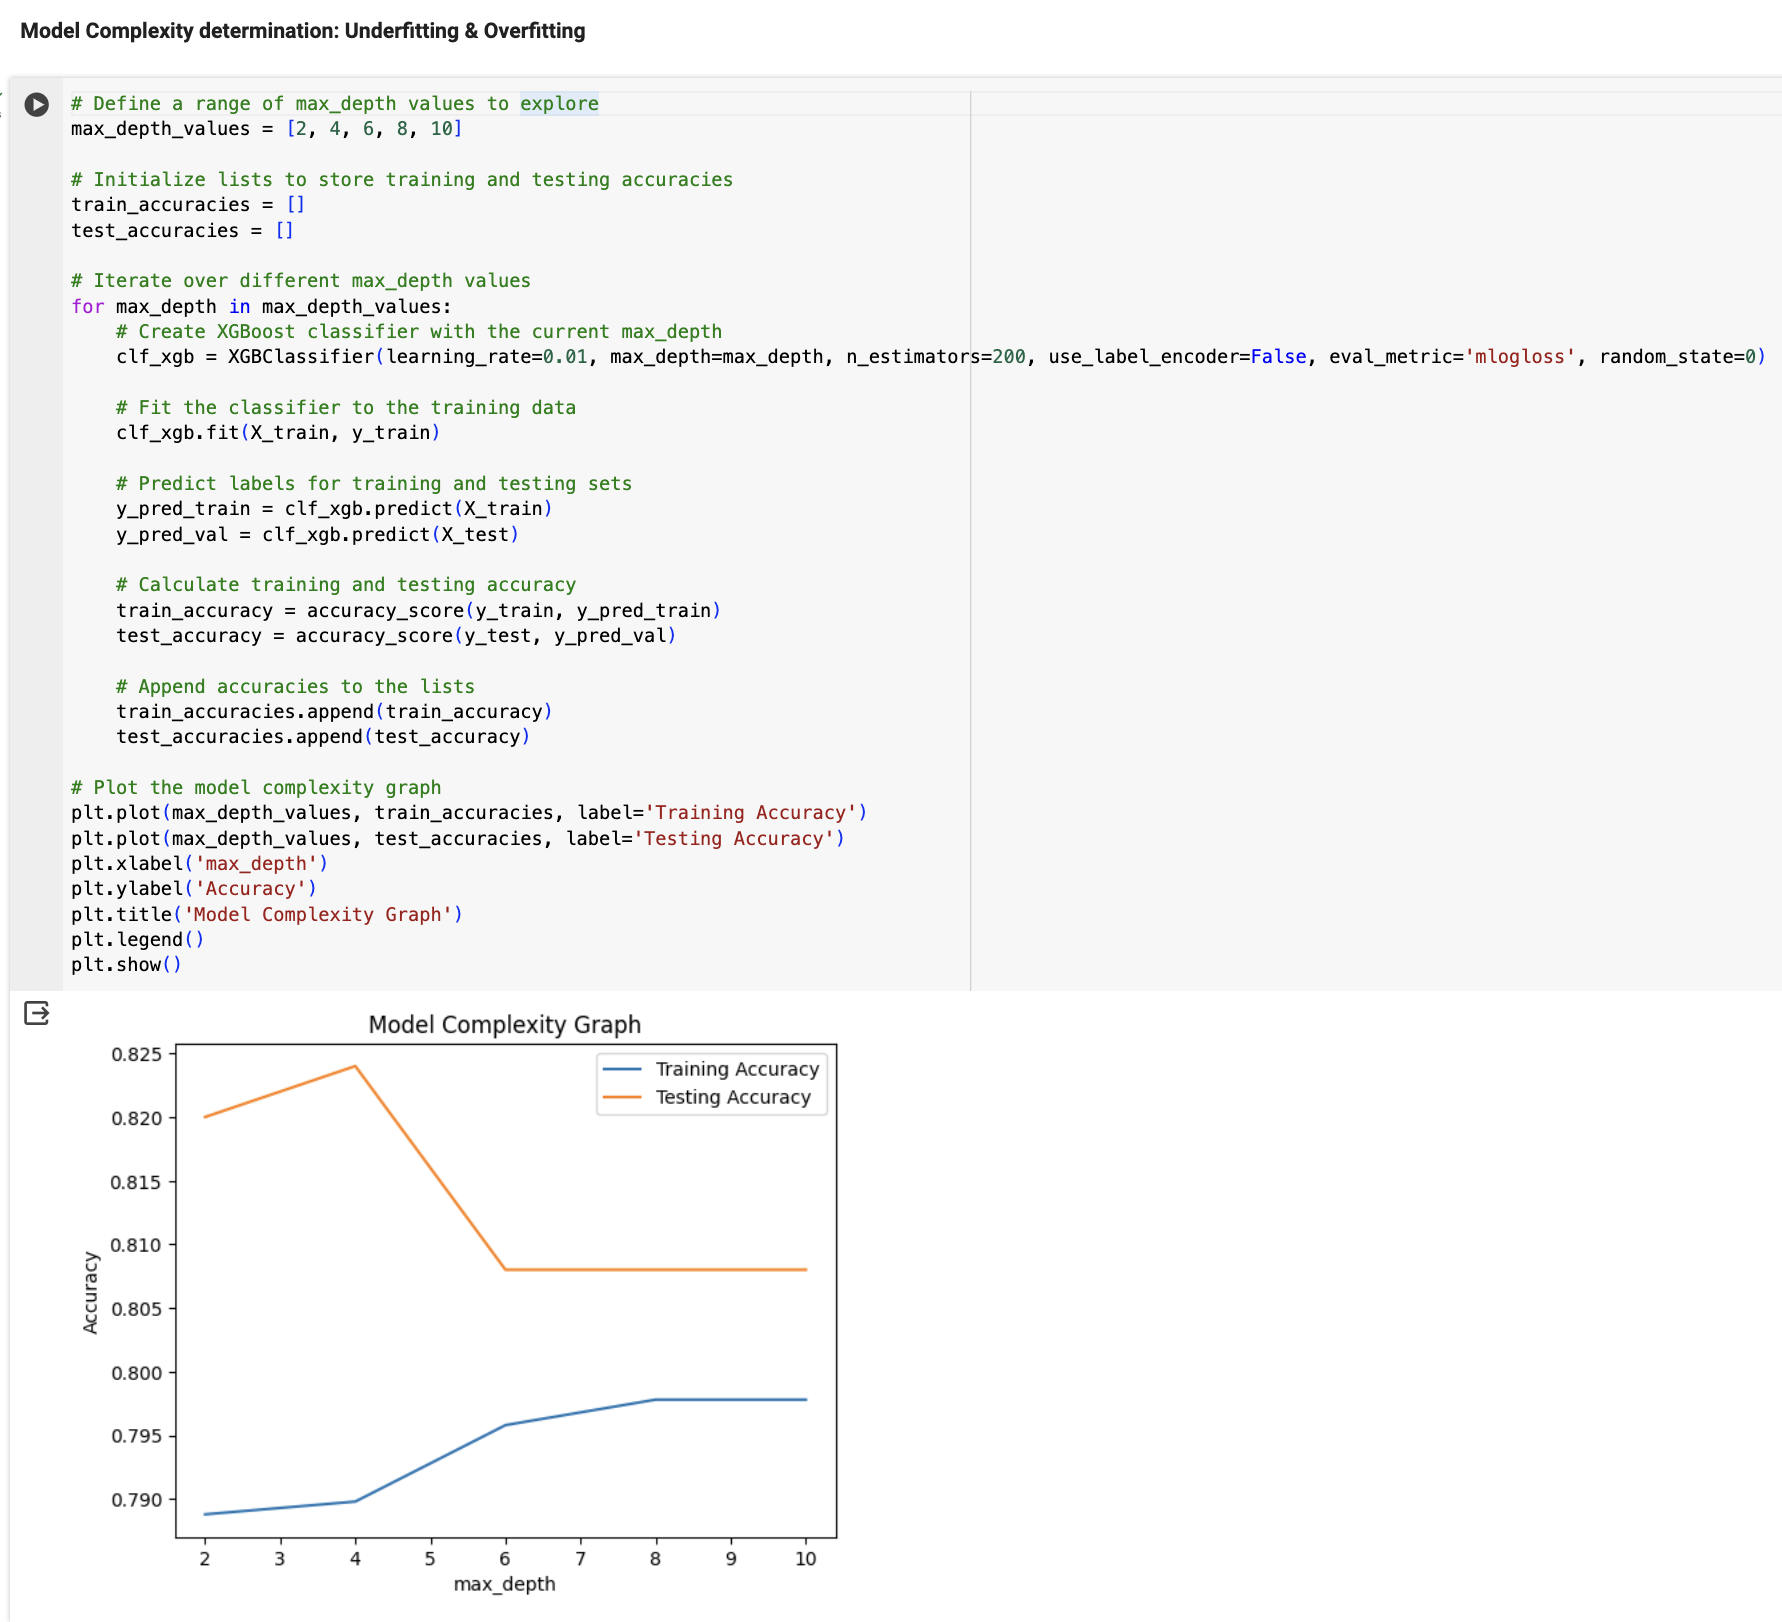 Model Complexity determination: Underfitting & Overfitting
# Define a range of max_depth values to explore
max_depth_values = [2, 4, 6, 8, 10]
# Initialize lists to store training and testing accuracies
train_accuracies = []
test_accuracies = []
# Iterate over different max_depth values
for max_depth in max_depth_values:
    # Create XGBoost classifier with the current max_depth
    clf_xgb = XGBClassifier(learning_rate=0.01, max_depth=max_depth, n_estimators=200, use_label_encoder=False, eval_metric='mlogloss', random_state=0)
    # Fit the classifier to the training data
    clf_xgb.fit(X_train, y_train)
    # Predict labels for training and testing sets
    y_pred_train = clf_xgb.predict(X_train)
    y_pred_val = clf_xgb.predict(X_test)
    # Calculate training and testing accuracy
    train_accuracy = accuracy_score(y_train, y_pred_train)
    test_accuracy = accuracy_score(y_test, y_pred_val)
    # Append accuracies to the lists
    train_accuracies.append(train_accuracy)
    test_accuracies.append(test_accuracy)
# Plot the model complexity graph
plt.plot(max_depth_values, train_accuracies, label='Training Accuracy')
plt.plot(max_depth_values, test_accuracies, label='Testing Accuracy')
plt.xlabel('max_depth')
plt.ylabel('Accuracy')
plt.title('Model Complexity Graph')
plt.legend()
plt.show()
Model Complexity Graph
Training Accuracy
Testing Accuracy
0.825
0.820
0.815
0.810
0.805
0.800
0.795
0.790
Accuracy
2 3 4 5 6 7 8 9 10
max_depth